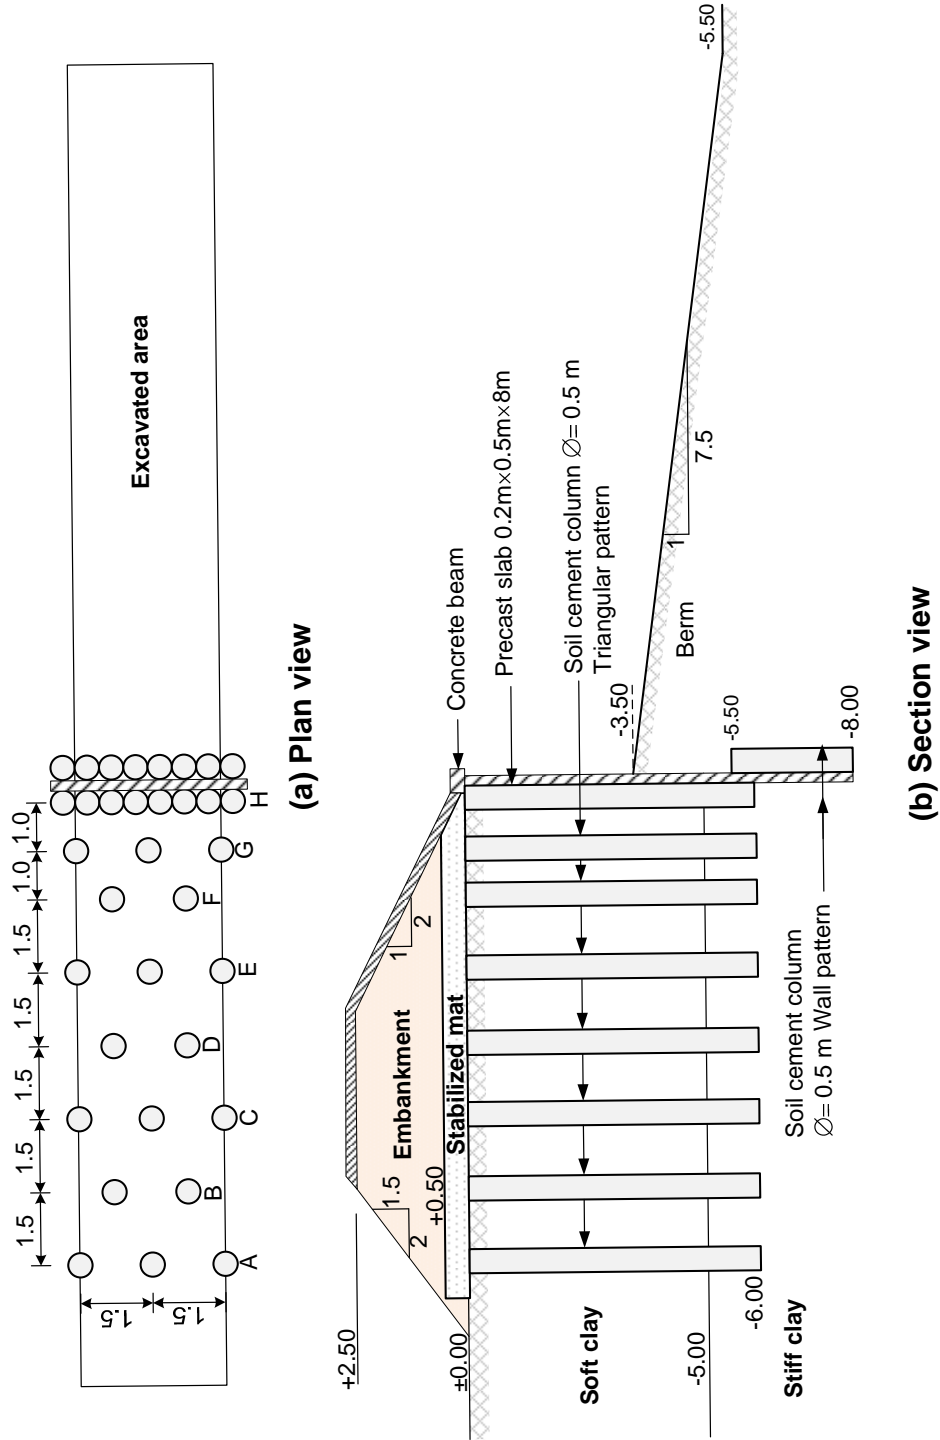 1.5
1.5
1.5
1.5
1.5
1.0
1.0
1.5
1.5
A
B
C
D
E
F
G
H
Excavated area
(a) Plan view
+2.50
±0.00
+0.50
2
1.5
Embankment
Stabilized mat
1
2
Concrete beam
Precast slab 0.2m×0.5m×8m
Soil cement column ∅= 0.5 m
Triangular pattern
-3.50
Berm
1
7.5
-5.50
-5.50
-8.00
Soft clay
-5.00
-6.00
Stiff clay
Soil cement column
∅= 0.5 m Wall pattern
(b) Section view